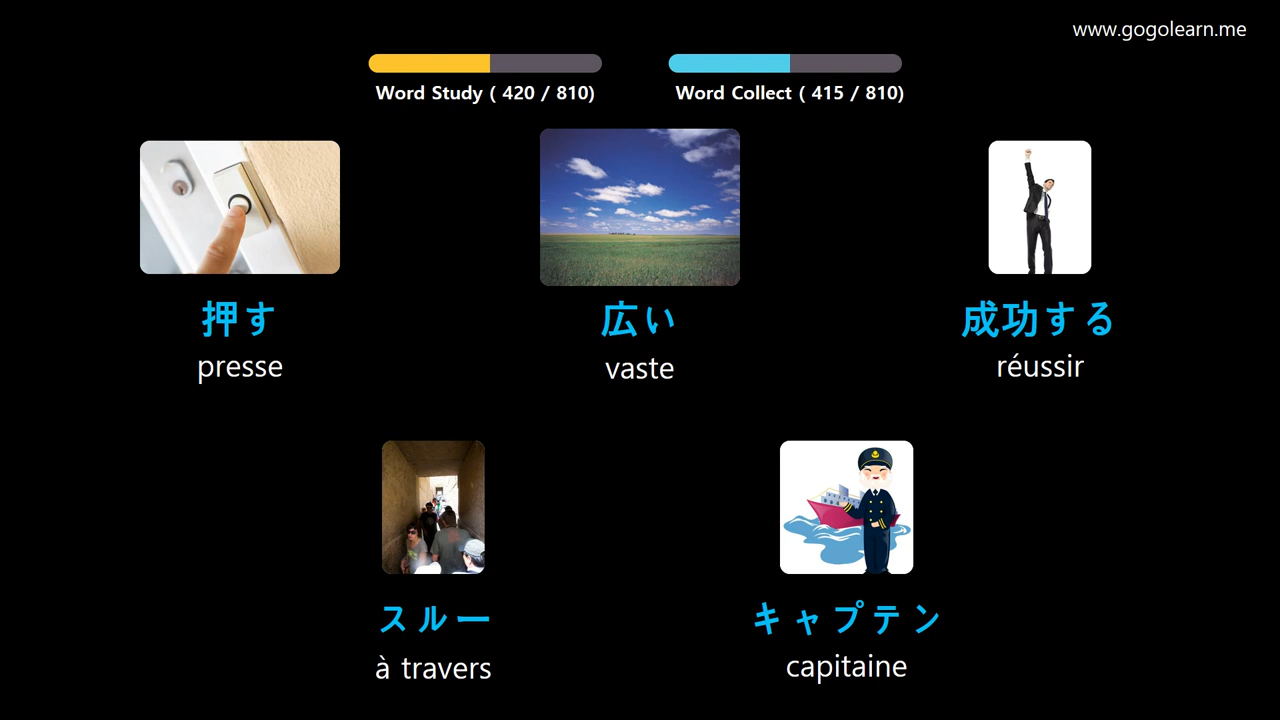 www.gogolearn.me
Word Study ( 420 / 810)
Word Collect ( 415 / 810)
押す
presse
広い
vaste
成功する
réussir
スルー
à travers
キャプテン
capitaine